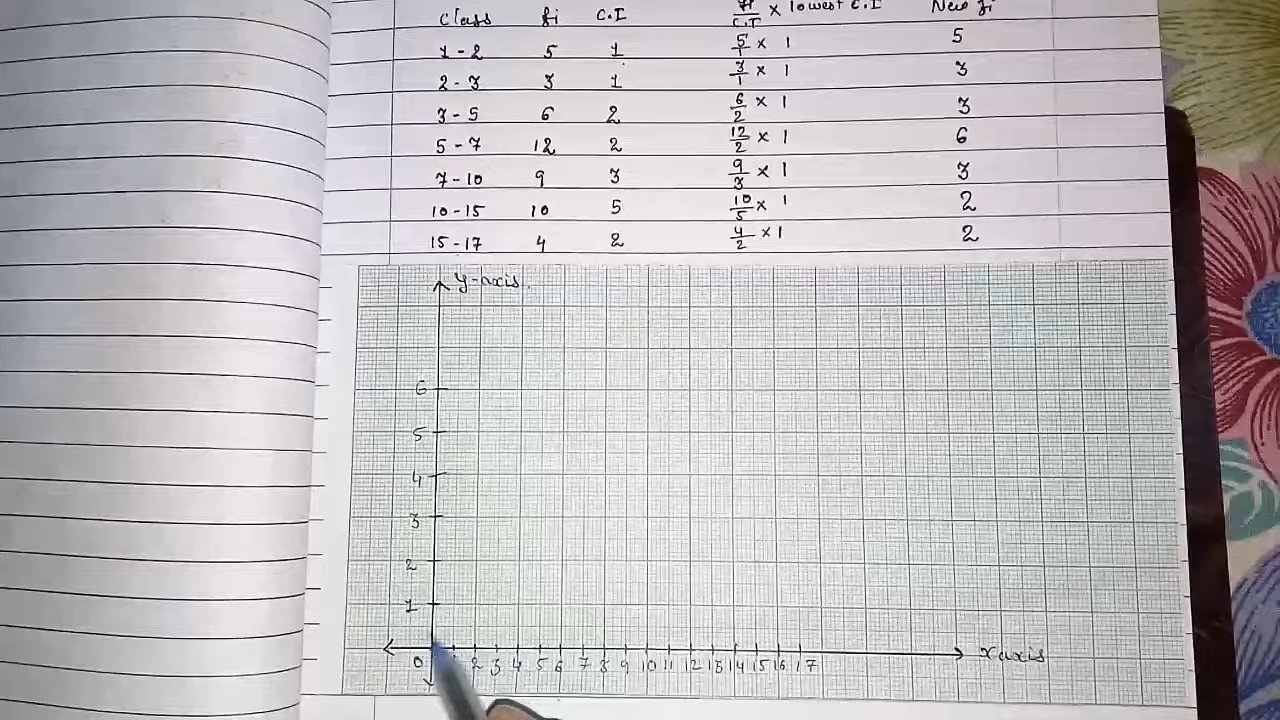 Class fi C.I fi/C.I × lowest C.I New fi
1 - 2 5 1 5/1 × 1 5
2 - 3 3 1 3/1 × 1 3
3 - 5 6 2 6/2 × 1 3
5 - 7 12 2 12/2 × 1 6
7 - 10 9 3 9/3 × 1 3
10 - 15 10 5 10/5 × 1 2
15 - 17 4 2 4/2 × 1 2
y-axis.
6
5
4
3
2
1
0 1 2 3 4 5 6 7 8 9 10 11 12 13 14 15 16 17 x axis